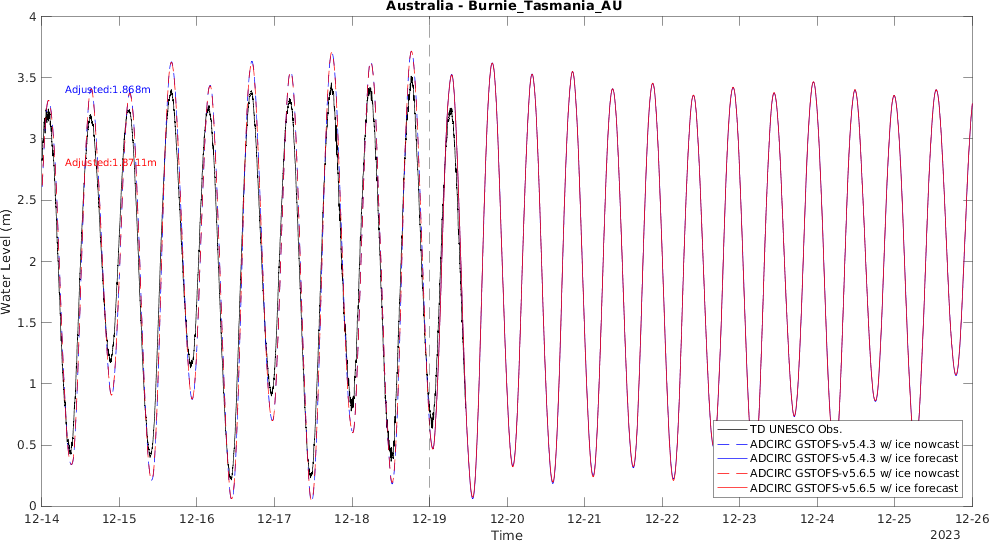 Australia - Burnie_Tasmania_AU
Water Level (m)
4
3.5
3
2.5
2
1.5
1
0.5
0
Adjusted:1.868m
Adjusted:1.8711m
TD UNESCO Obs.
ADCIRC GSTOFS-v5.4.3 w/ ice nowcast
ADCIRC GSTOFS-v5.4.3 w/ ice forecast
ADCIRC GSTOFS-v5.6.5 w/ ice nowcast
ADCIRC GSTOFS-v5.6.5 w/ ice forecast
12-14 12-15 12-16 12-17 12-18 12-19 12-20 12-21 12-22 12-23 12-24 12-25 12-26
Time
2023